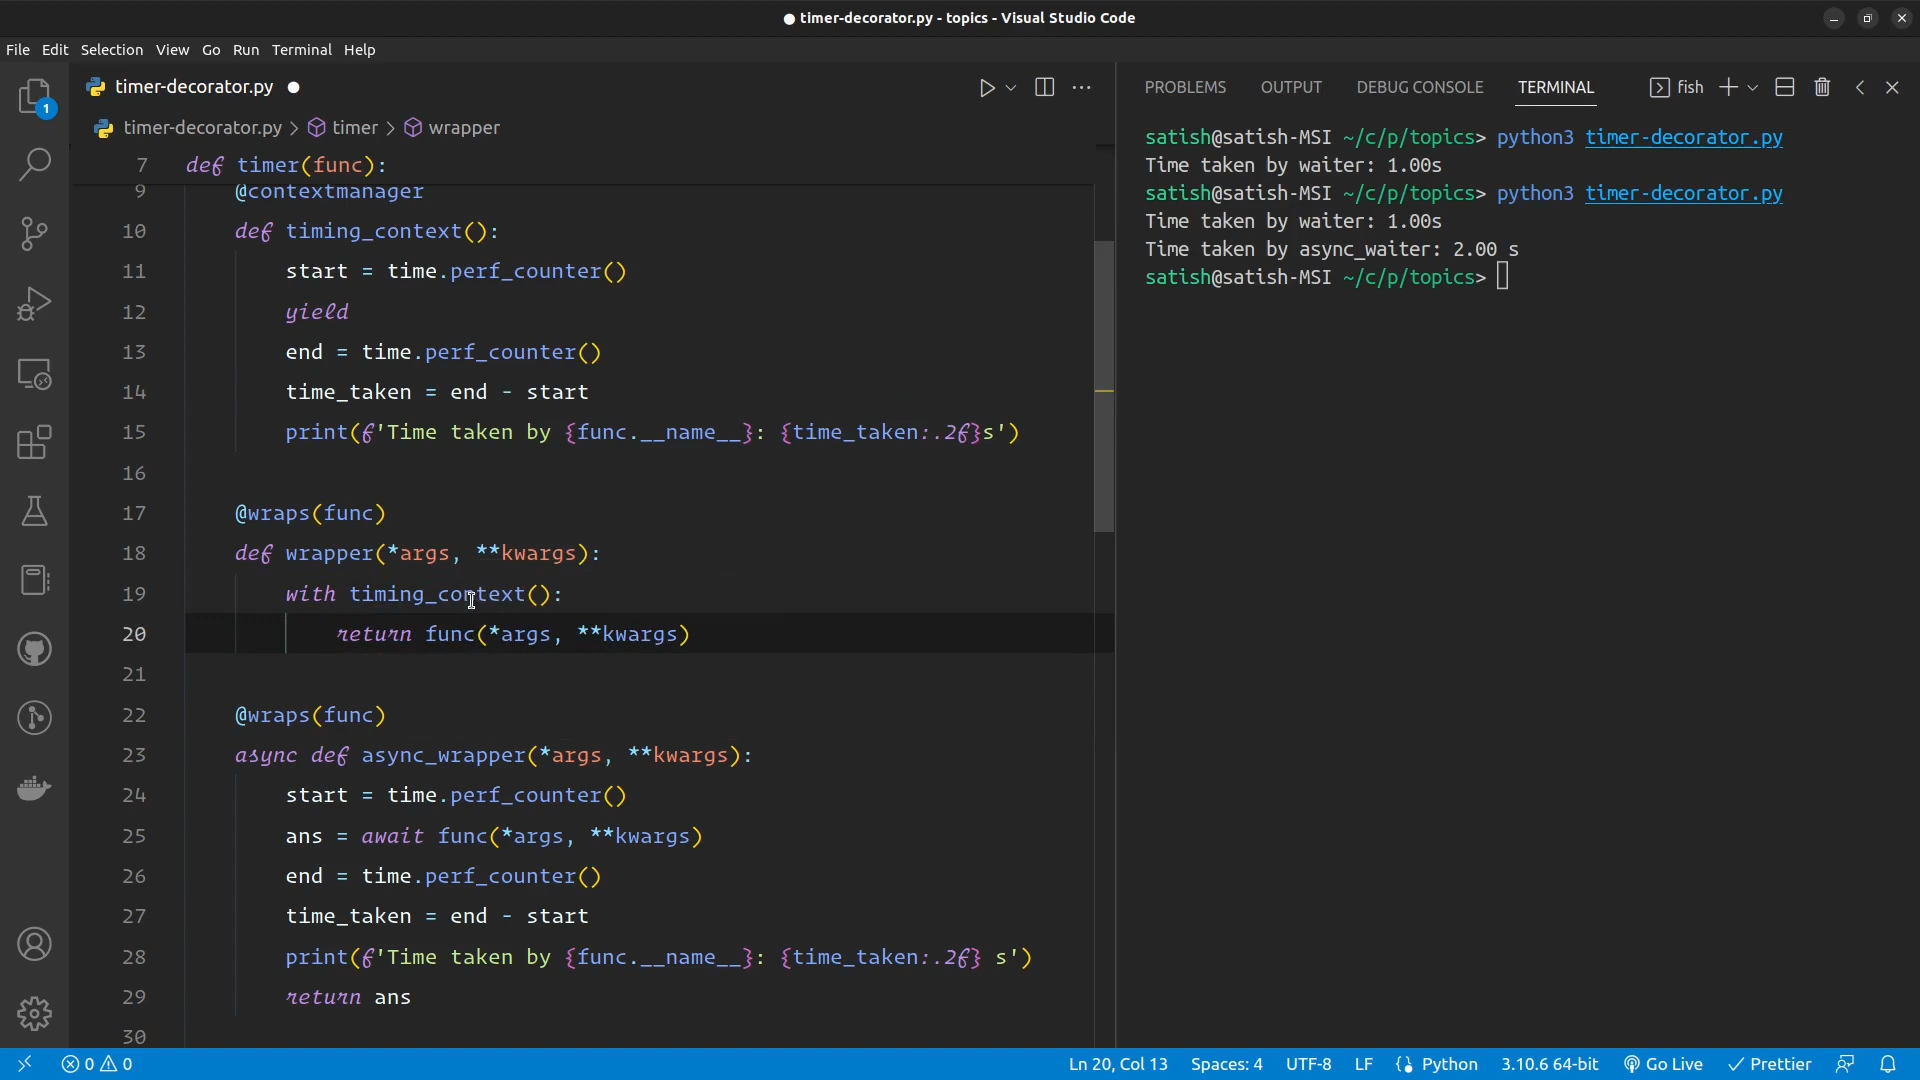 ● timer-decorator.py - topics - Visual Studio Code
File Edit Selection View Go Run Terminal Help
1
timer-decorator.py ●
timer-decorator.py > timer > wrapper
7 def timer(func):
9 @contextmanager
10 def timing_context():
11 start = time.perf_counter()
12 yield
13 end = time.perf_counter()
14 time_taken = end - start
15 print(f'Time taken by {func.__name__}: {time_taken:.2f}s')
16
17 @wraps(func)
18 def wrapper(*args, **kwargs):
19 with timing_context():
20 return func(*args, **kwargs)
21
22 @wraps(func)
23 async def async_wrapper(*args, **kwargs):
24 start = time.perf_counter()
25 ans = await func(*args, **kwargs)
26 end = time.perf_counter()
27 time_taken = end - start
28 print(f'Time taken by {func.__name__}: {time_taken:.2f} s')
29 return ans
30
PROBLEMS OUTPUT DEBUG CONSOLE TERMINAL fish
satish@satish-MSI ~/c/p/topics> python3 timer-decorator.py
Time taken by waiter: 1.00s
satish@satish-MSI ~/c/p/topics> python3 timer-decorator.py
Time taken by waiter: 1.00s
Time taken by async_waiter: 2.00 s
satish@satish-MSI ~/c/p/topics>
0 0 Ln 20, Col 13 Spaces: 4 UTF-8 LF Python 3.10.6 64-bit Go Live Prettier